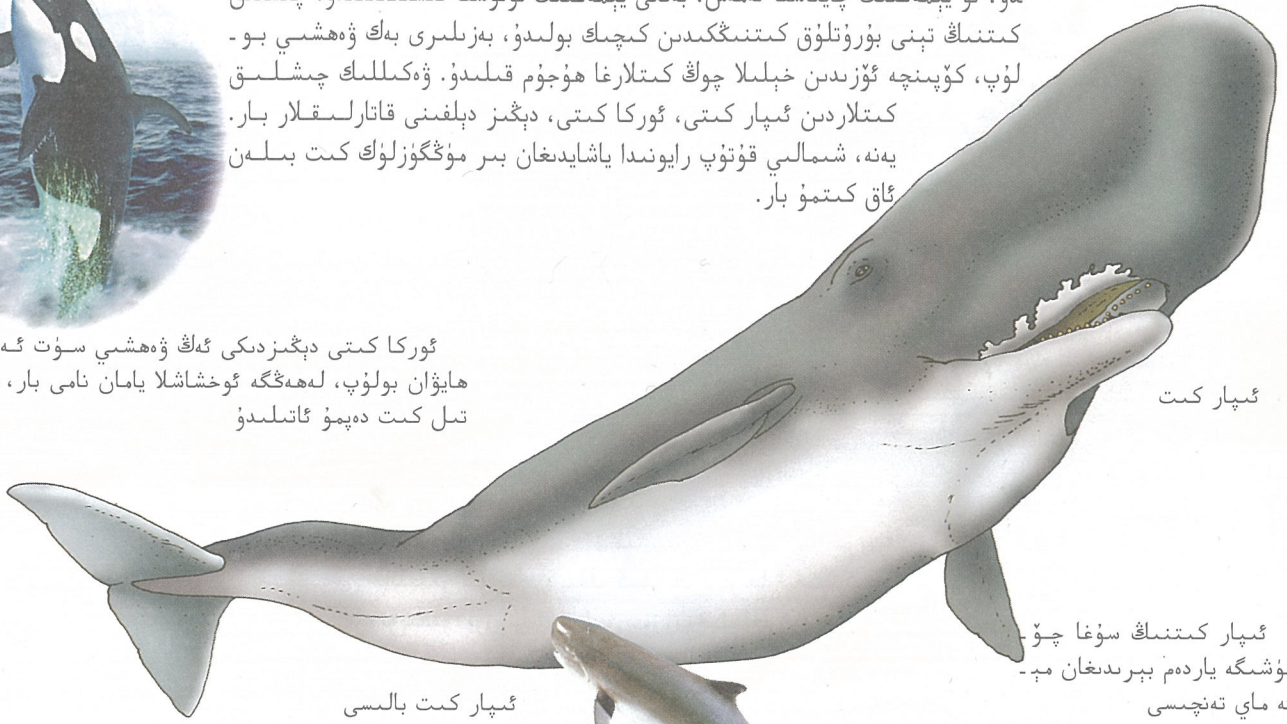 كىتنىڭ تېنى بۇرۇتلۇق كىتنىڭكىدىن كىچىك بولىدۇ، بەزىلىرى بەك ۋەھشىي بو ـ
لۇپ، كۆپىنچە ئۆزىدىن خېلىلا چوڭ كىتلارغا ھۇجۇم قىلىدۇ. ۋەكىللىك چىشلىق
كىتلاردىن ئىپار كىتى، ئوركا كىتى، دېڭىز دېلفىنى قاتارلىقلار بار.
يەنە، شىمالىي قۇتۇپ رايونىدا ياشايدىغان بىر مۈڭگۈزلۈك كىت بىلەن
ئاق كىتمۇ بار.
ئوركا كىتى دېڭىزدىكى ئەڭ ۋەھشىي سۈت ئە
ھايۋان بولۇپ، لەھەڭگە ئوخشاشلا يامان نامى بار،
تىل كىت دەپمۇ ئاتىلىدۇ
ئىپار كىت
ئىپار كىتنىڭ سۇغا چۆ ـ
ۈشىگە ياردەم بېرىدىغان مې ـ
ە ماي تەنچىسى
ئىپار كىت بالىسى